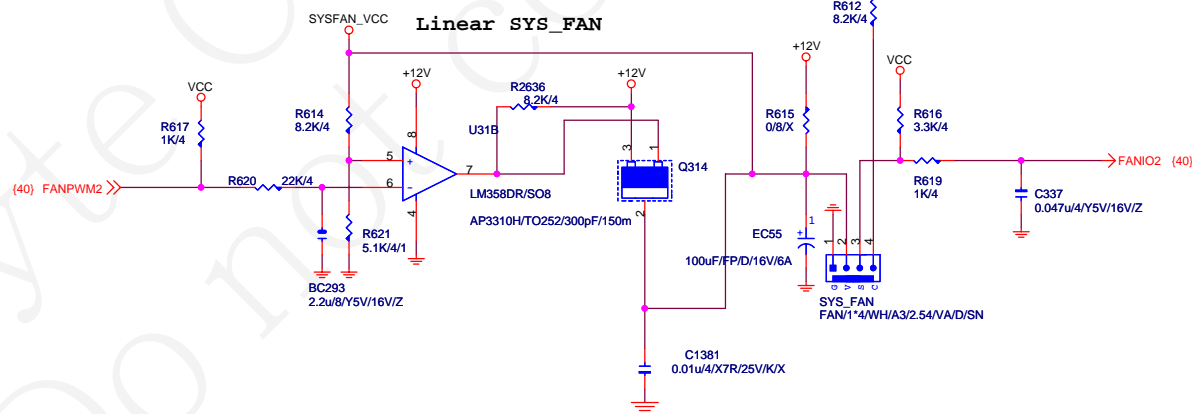 R612
8.2K/4
SYSFAN_VCC
Linear SYS_FAN
+12V
VCC
+12V
+12V
VCC
R2636
8.2K/4
R617
1K/4
R614
8.2K/4
8
U31B
R615
0/8/X
R616
3.3K/4
3
1
5
+
7
Q314
{40} FANPWM2
R620 22K/4
6
-
LM358DR/SO8
R619
1K/4
FANIO2 {40}
4
AP3310H/TO252/300pF/150m
2
C337
0.047u/4/Y5V/16V/Z
R621
5.1K/4/1
EC55
1
+
100uF/FP/D/16V/6A
1
2
3
4
G
V
S
C
BC293
2.2u/8/Y5V/16V/Z
SYS_FAN
FAN/1*4/WH/A3/2.54/VA/D/SN
C1381
0.01u/4/X7R/25V/K/X
yte
Do not